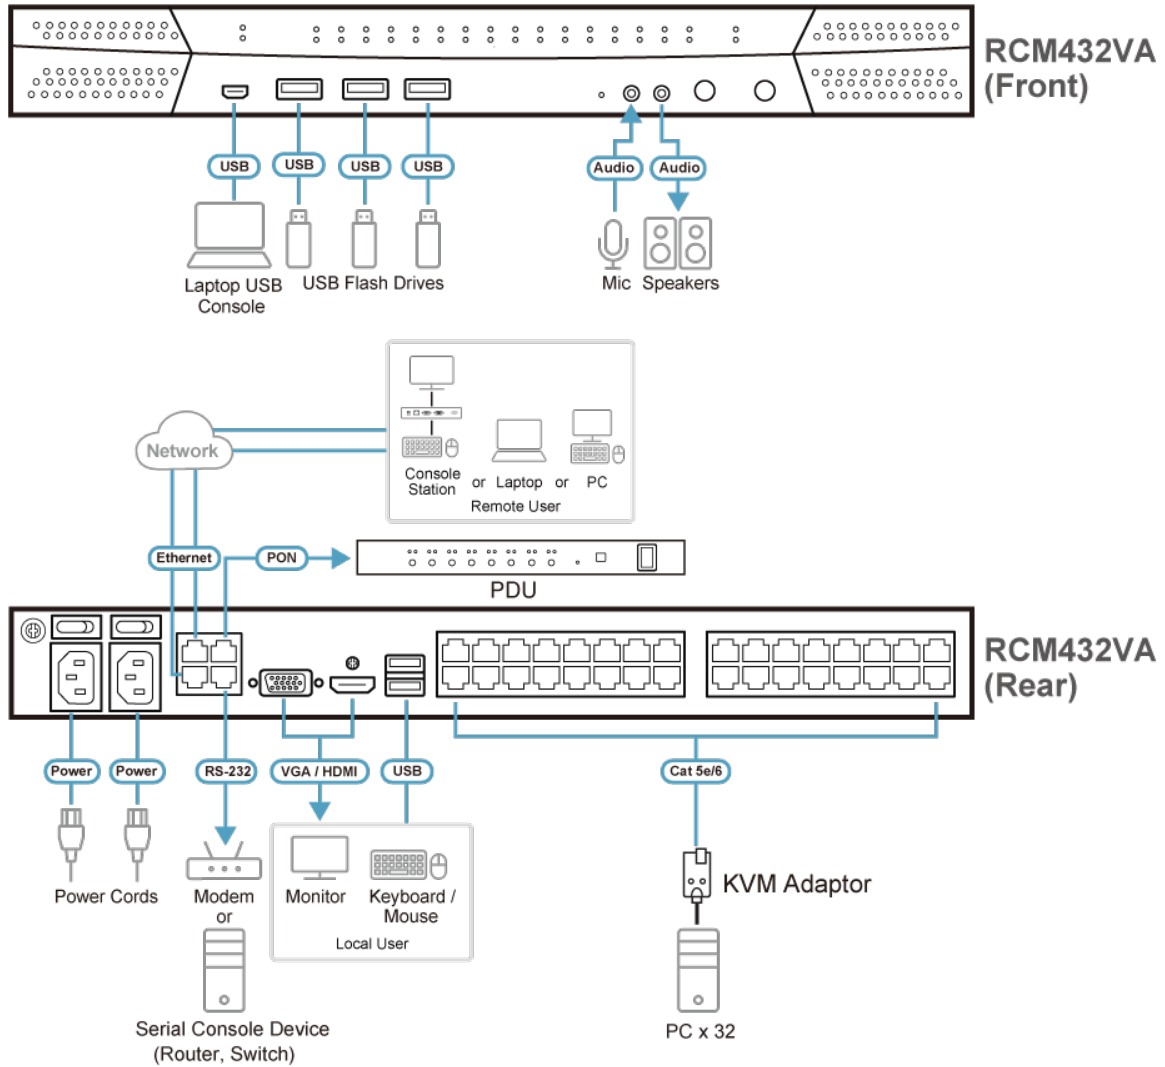 RCM432VA
(Front)
USB
USB
USB
USB
Audio
Audio
Laptop USB
Console
USB Flash Drives
Mic
Speakers
Network
Console
Station
or
Laptop
or
PC
Remote User
Ethernet
PON
PDU
RCM432VA
(Rear)
Power
Power
RS-232
VGA / HDMI
USB
Cat 5e/6
Power Cords
Modem
or
Monitor
Keyboard /
Mouse
Local User
KVM Adaptor
Serial Console Device
(Router, Switch)
PC x 32